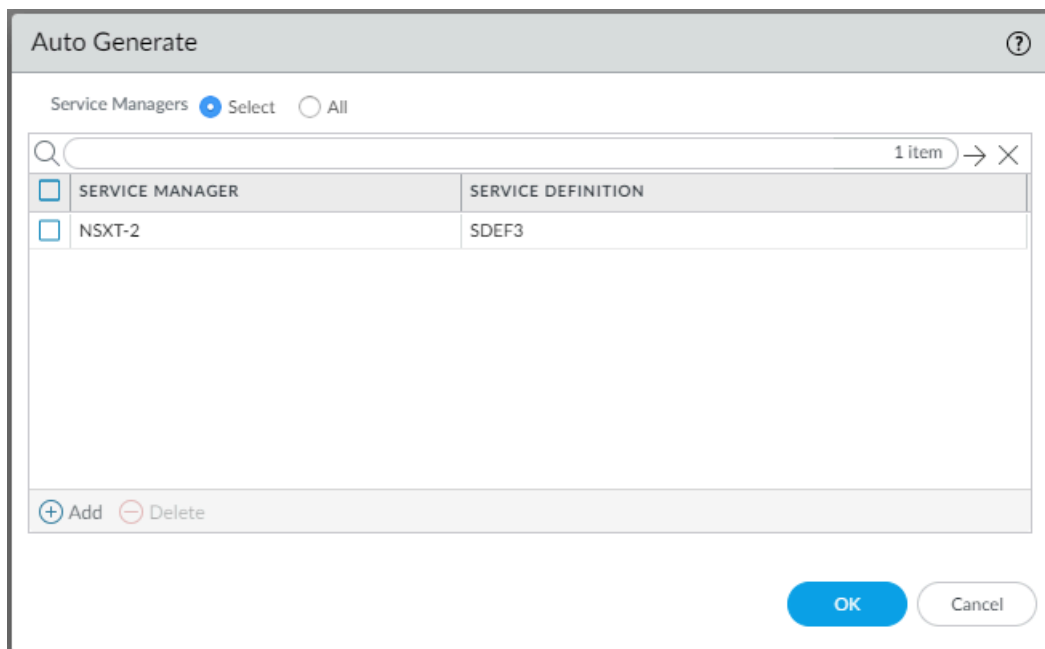 Auto Generate
Service Managers Select All
1 item
SERVICE MANAGER SERVICE DEFINITION
NSXT-2 SDEF3
Add Delete
OK Cancel